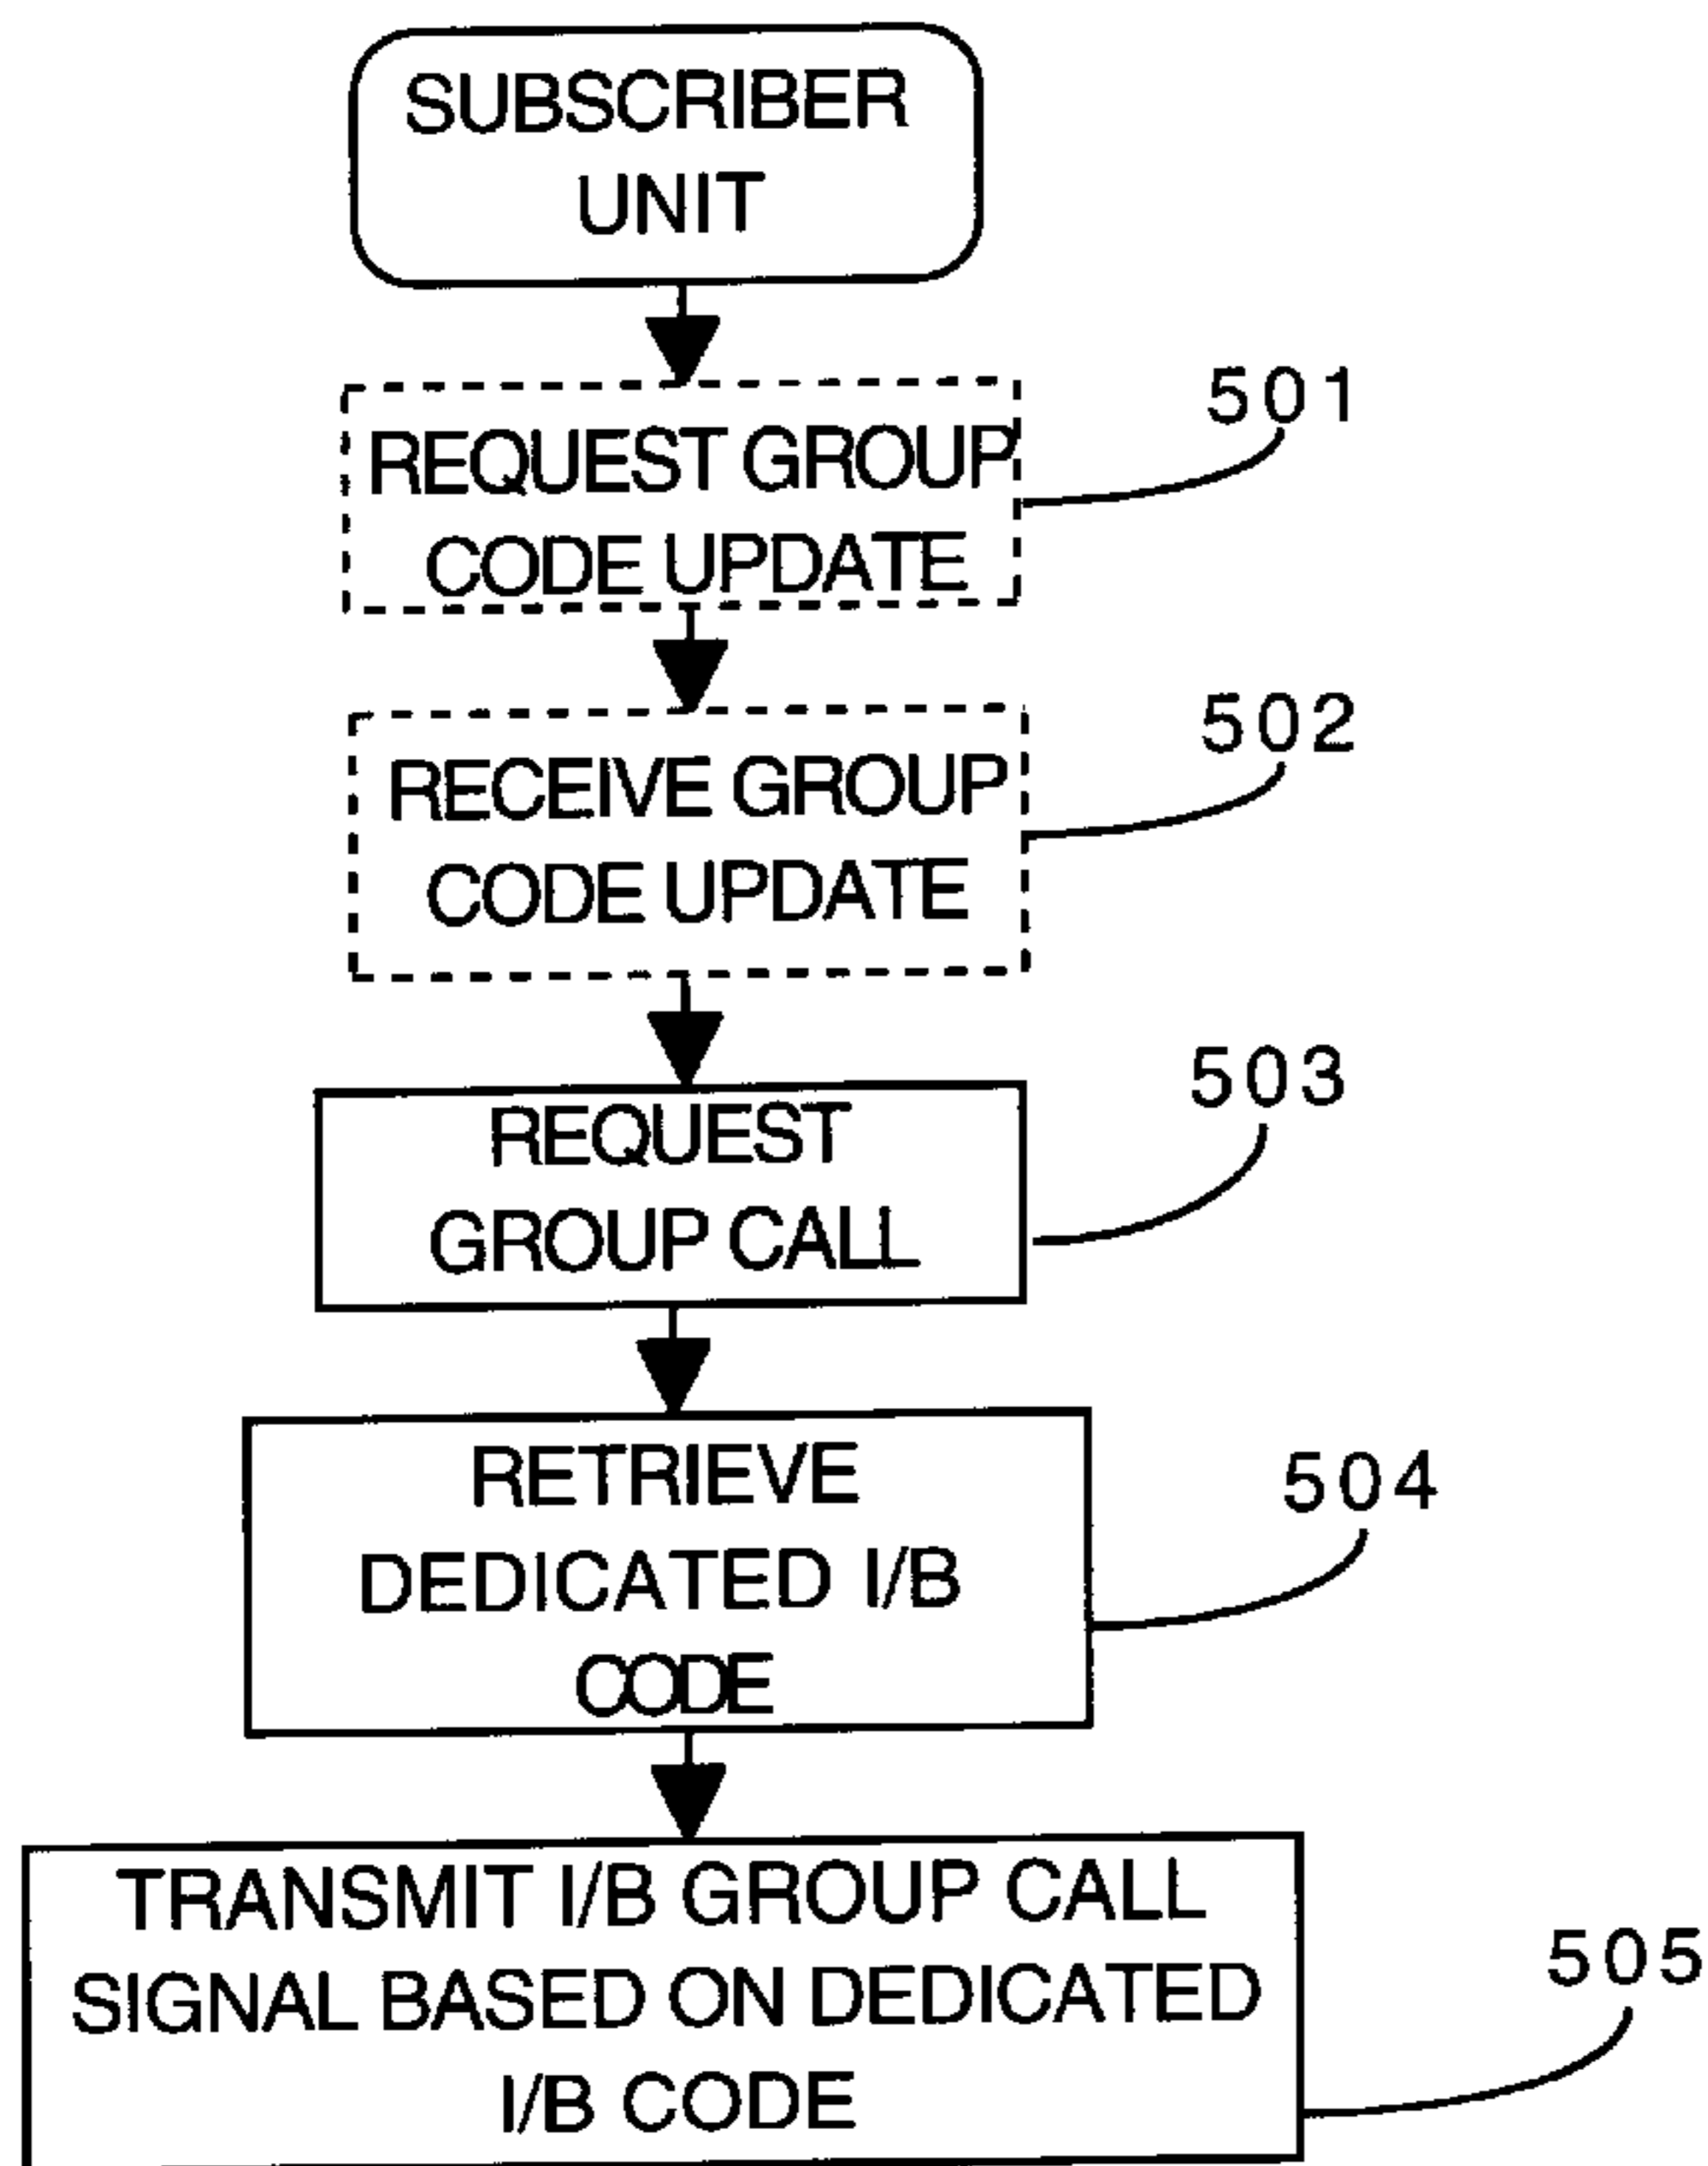 SUBSCRIBER
UNIT
501
REQUEST GROUP
CODE UPDATE
502
RECEIVE GROUP
CODE UPDATE
503
REQUEST
GROUP CALL
504
RETRIEVE
DEDICATED I/B
CODE
505
TRANSMIT I/B GROUP CALL
SIGNAL BASED ON DEDICATED
I/B CODE